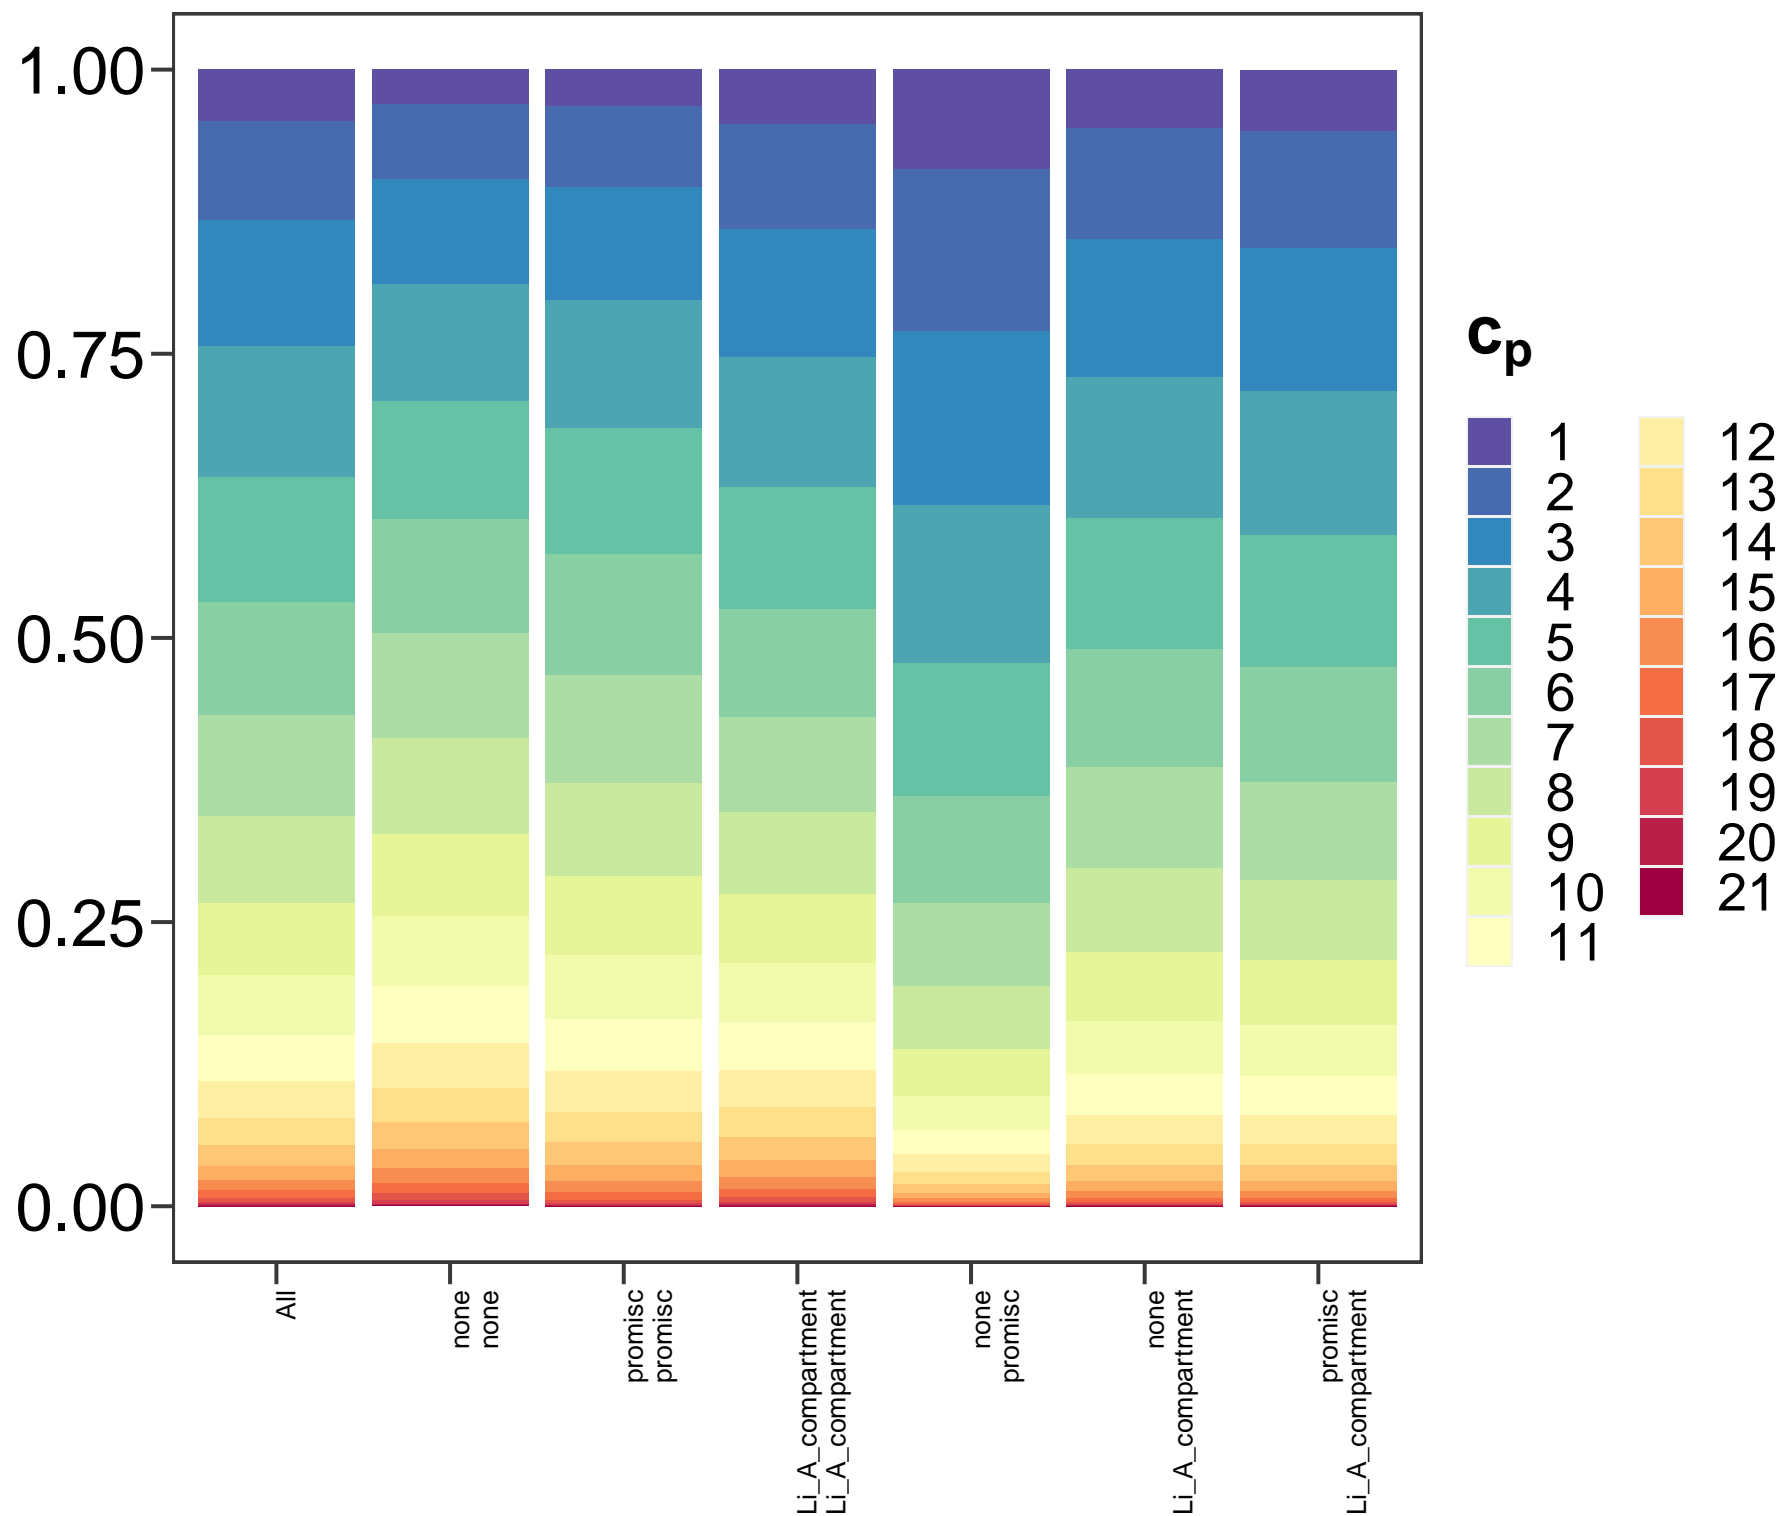 1.00
0.75
0.50
0.25
0.00
All
none
none
promisc
promisc
Li_A_compartment
Li_A_compartment
none
promisc
none
Li_A_compartment
promisc
Li_A_compartment
cp
1
2
3
4
5
6
7
8
9
10
11
12
13
14
15
16
17
18
19
20
21